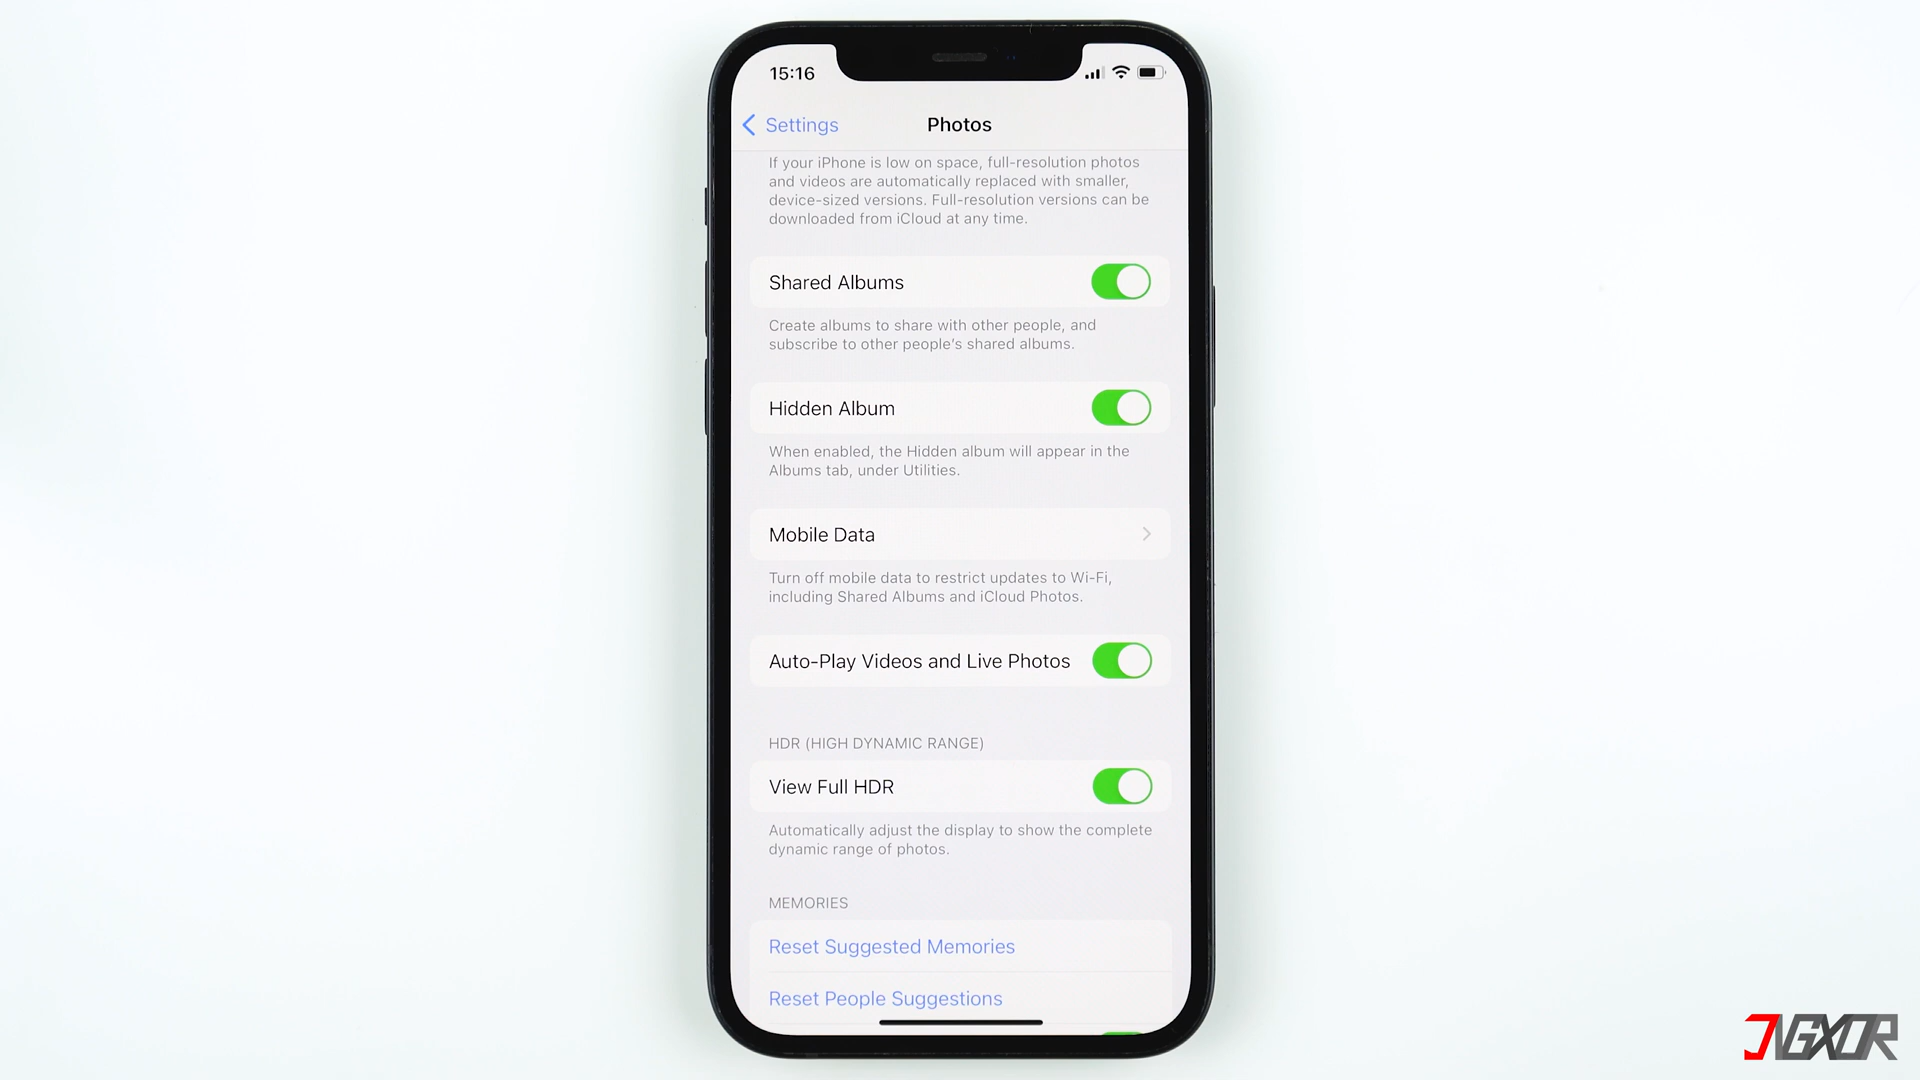 15:16
Settings
Photos
If your iPhone is low on space, full-resolution photos
and videos are automatically replaced with smaller,
device-sized versions. Full-resolution versions can be
downloaded from iCloud at any time.
Shared Albums
Create albums to share with other people, and
subscribe to other people's shared albums.
Hidden Album
When enabled, the Hidden album will appear in the
Albums tab, under Utilities.
Mobile Data
Turn off mobile data to restrict updates to Wi-Fi,
including Shared Albums and iCloud Photos.
Auto-Play Videos and Live Photos
HDR (HIGH DYNAMIC RANGE)
View Full HDR
Automatically adjust the display to show the complete
dynamic range of photos.
MEMORIES
Reset Suggested Memories
Reset People Suggestions